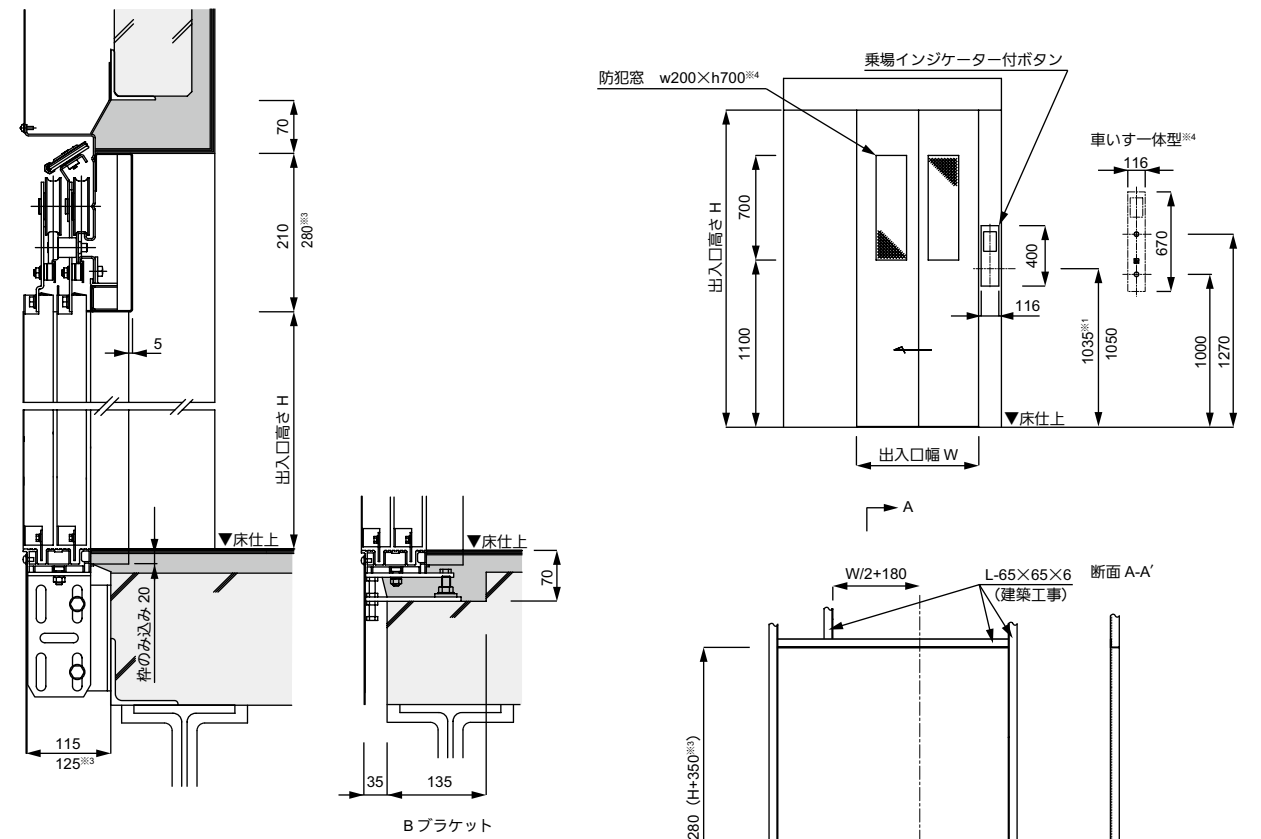 70
210
280※3
5
出入口高さ H
▼床仕上
枠のみ込み 20
115
125※3
▼床仕上
70
35
135
B ブラケット
乗場インジケーター付ボタン
防犯窓 w200×h700※4
車いす一体型※4
116
670
出入口高さ H
700
1100
400
116
1035※1
1050
1000
1270
▼床仕上
出入口幅 W
A
W/2+180
L-65×65×6
(建築工事)
断面 A-A′
280 (H+350※3)